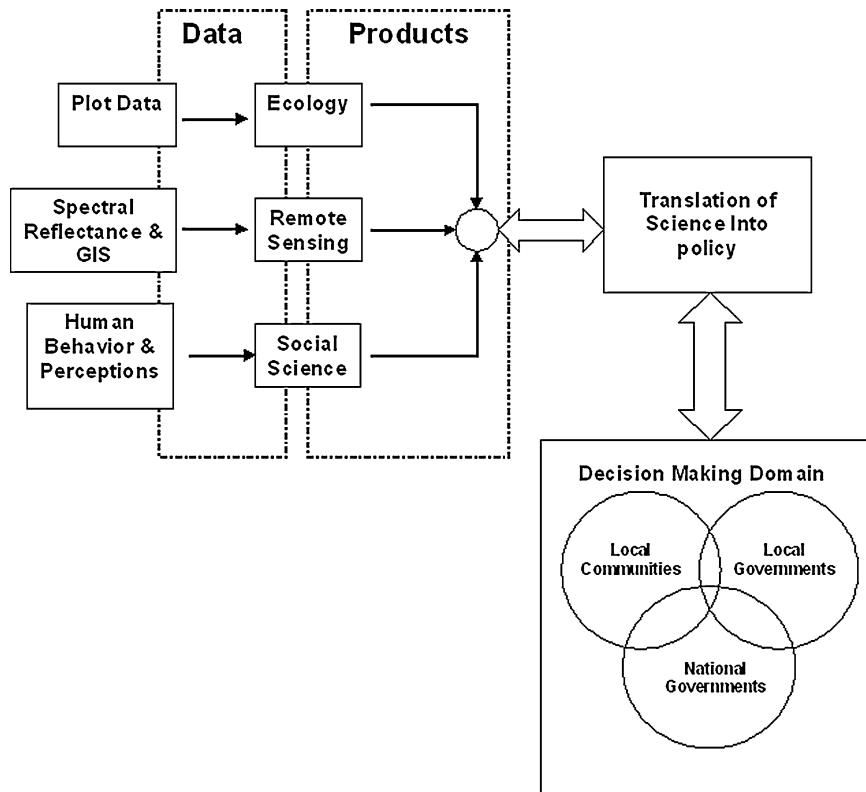 Data
Products
Plot Data
Ecology
Spectral
Reflectance &
GIS
Remote
Sensing
Human
Behavior &
Perceptions
Social
Science
Translation of
Science Into
policy
Decision Making Domain
Local
Communities
Local
Governments
National
Governments